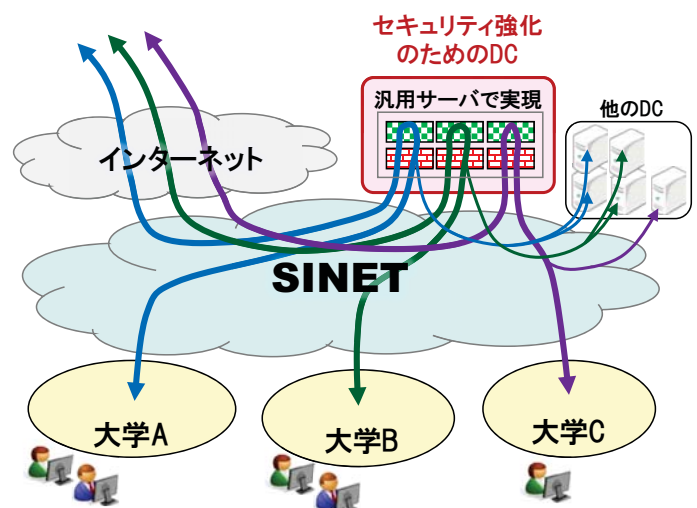 セキュリティ強化
のためのDC
汎用サーバで実現
他のDC
インターネット
SINET
大学A
大学B
大学C